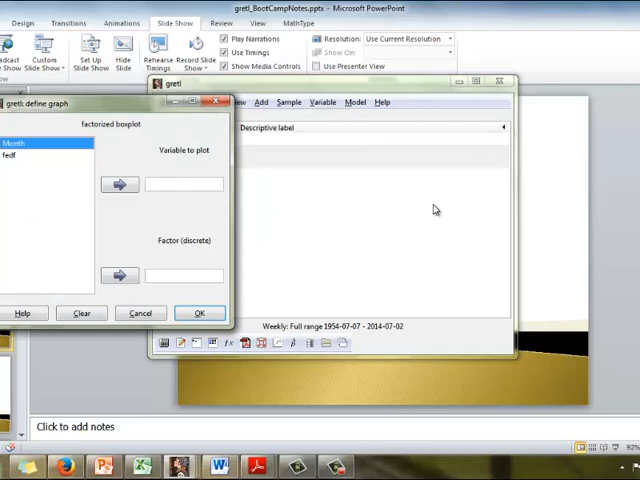 gretl_BootCampNotes.pptx - Microsoft PowerPoint
Design Transitions Animations Slide Show Review View MathType
Slide Show Custom Slide Show Set Up Slide Show Rehearse Timings Record Slide Show
Play Narrations
Use Timings
Show Media Controls
Resolution: Use Current Resolution
Show On:
Use Presenter View
gretl
Add Sample Variable Model Help
Descriptive label
Weekly: Full range 1954-07-07 - 2014-07-02
gretl: define graph
factorized boxplot
Month
fedf
Variable to plot
Factor (discrete)
Help Clear Cancel OK
Click to add notes
92%